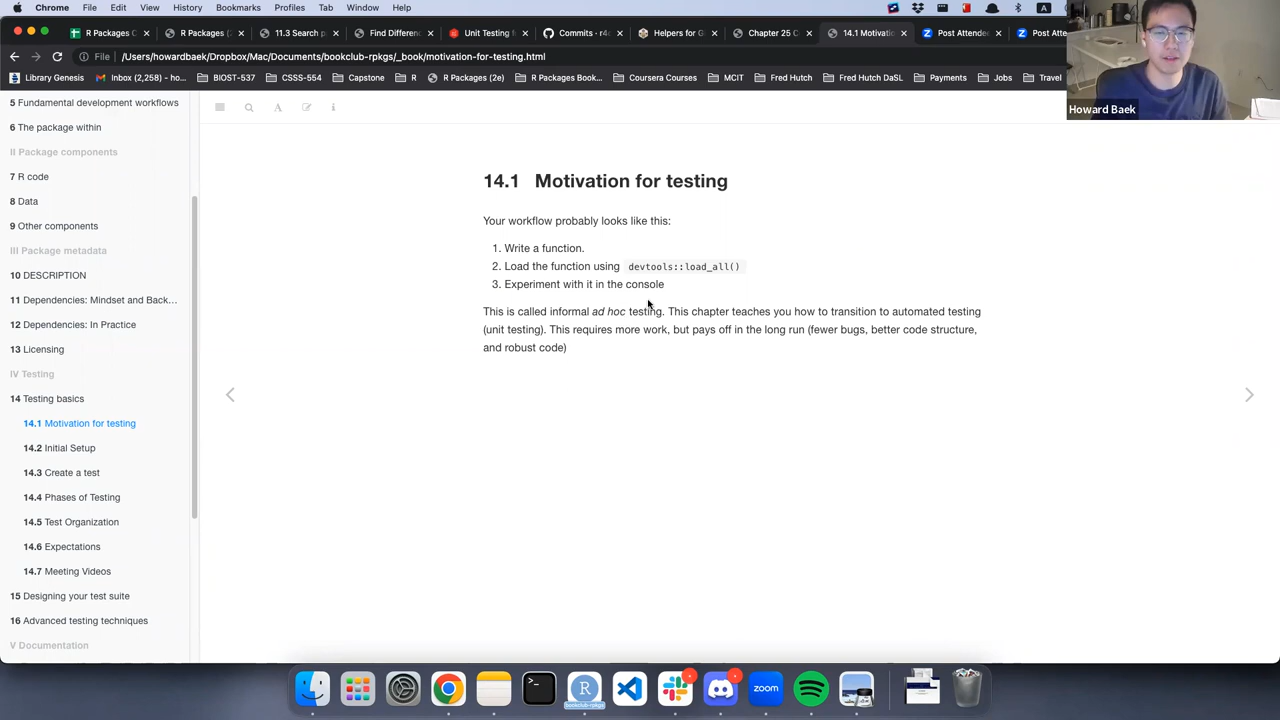 Chrome File Edit View History Bookmarks Profiles Tab Window Help
R Packages C
R Packages (
11.3 Search p
Find Differenc
Unit Testing f
Commits · r4
Helpers for G
Chapter 25 C
14.1 Motivatio
Post Attende
Post Atte
File /Users/howardbaek/Dropbox/Mac/Documents/bookclub-rpkgs/_book/motivation-for-testing.html
Library Genesis Inbox (2,258) - ho... BIOST-537 CSSS-554 Capstone R R Packages (2e) R Packages Book... Coursera Courses MCIT Fred Hutch Fred Hutch DaSL Payments Jobs Travel
Howard Baek
5 Fundamental development workflows
6 The package within
II Package components
7 R code
8 Data
9 Other components
III Package metadata
10 DESCRIPTION
11 Dependencies: Mindset and Back...
12 Dependencies: In Practice
13 Licensing
IV Testing
14 Testing basics
14.1 Motivation for testing
14.2 Initial Setup
14.3 Create a test
14.4 Phases of Testing
14.5 Test Organization
14.6 Expectations
14.7 Meeting Videos
15 Designing your test suite
16 Advanced testing techniques
V Documentation
14.1 Motivation for testing
Your workflow probably looks like this:
1. Write a function.
2. Load the function using devtools::load_all()
3. Experiment with it in the console
This is called informal ad hoc testing. This chapter teaches you how to transition to automated testing
(unit testing). This requires more work, but pays off in the long run (fewer bugs, better code structure,
and robust code)
bookclub-rpkgs
zoom